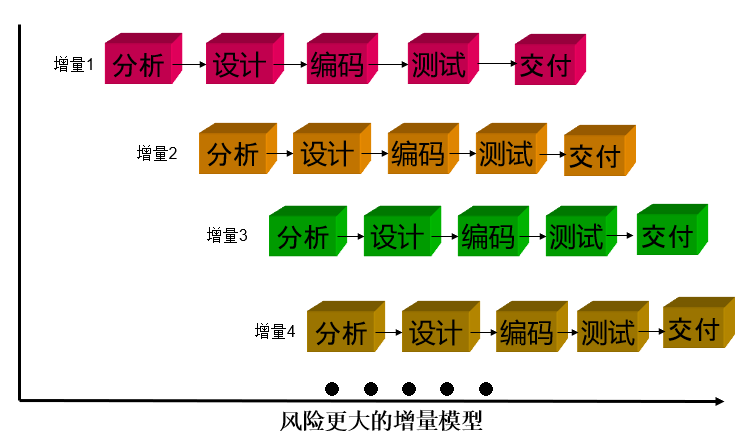 增量1 分析 设计 编码 测试 交付
增量2 分析 设计 编码 测试 交付
增量3 分析 设计 编码 测试 交付
增量4 分析 设计 编码 测试 交付
风险更大的增量模型